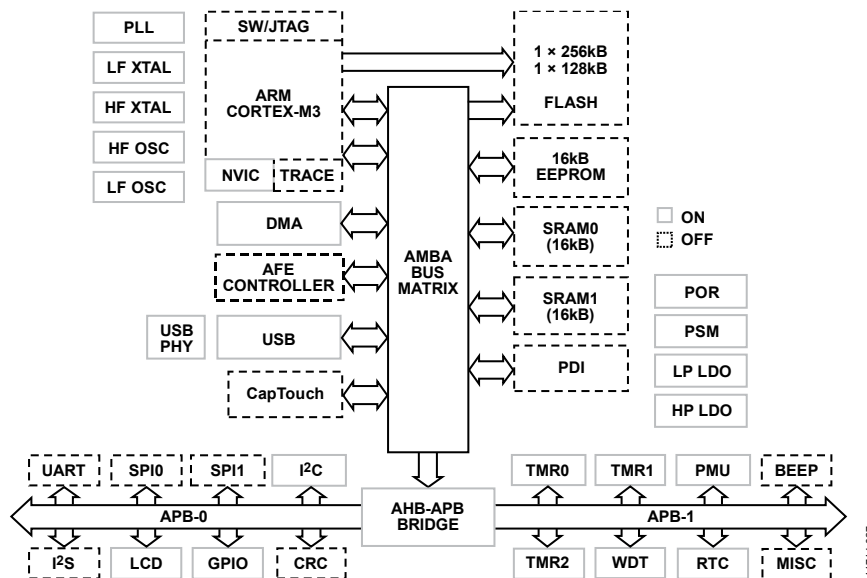 PLL
LF XTAL
HF XTAL
HF OSC
LF OSC
SW/JTAG
ARM
CORTEX-M3
NVIC
TRACE
DMA
AFE
CONTROLLER
USB
PHY
USB
CapTouch
AMBA
BUS
MATRIX
1 × 256kB
1 × 128kB
FLASH
16kB
EEPROM
SRAM0
(16kB)
SRAM1
(16kB)
PDI
ON
OFF
POR
PSM
LP LDO
HP LDO
UART
SPI0
SPI1
I²C
TMR0
TMR1
PMU
BEEP
APB-0
AHB-APB
BRIDGE
APB-1
I²S
LCD
GPIO
CRC
TMR2
WDT
RTC
MISC